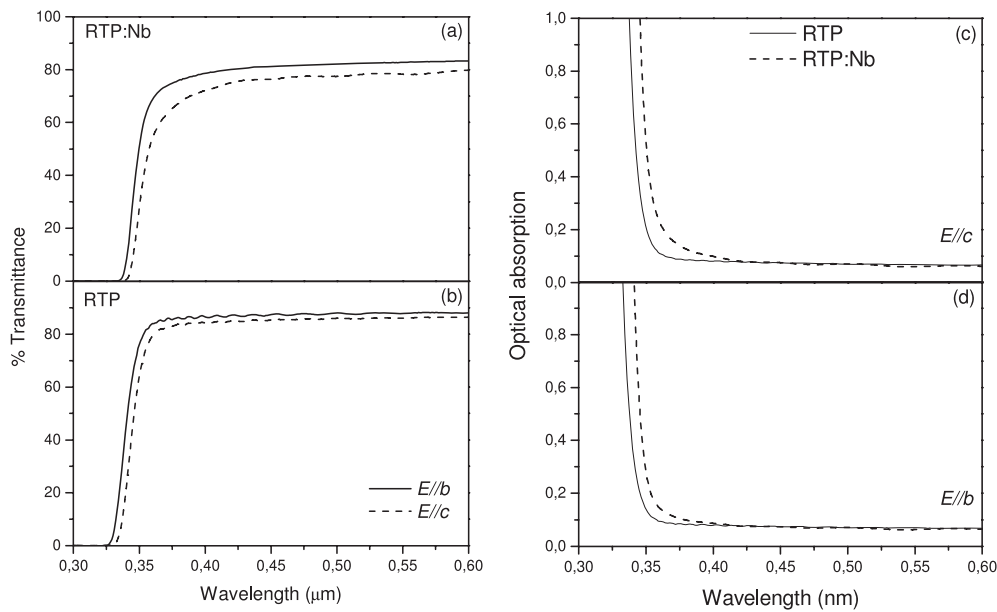 RTP:Nb
(a)
100
80
60
40
20
0
% Transmittance
RTP
(b)
80
60
40
20
0
E//b
E//c
0,30 0,35 0,40 0,45 0,50 0,55 0,60
Wavelength (μm)
(c)
RTP
RTP:Nb
1,0
0,8
0,6
0,4
0,2
0,0
E//c
Optical absorption
(d)
0,8
0,6
0,4
0,2
0,0
E//b
0,30 0,35 0,40 0,45 0,50 0,55 0,60
Wavelength (nm)